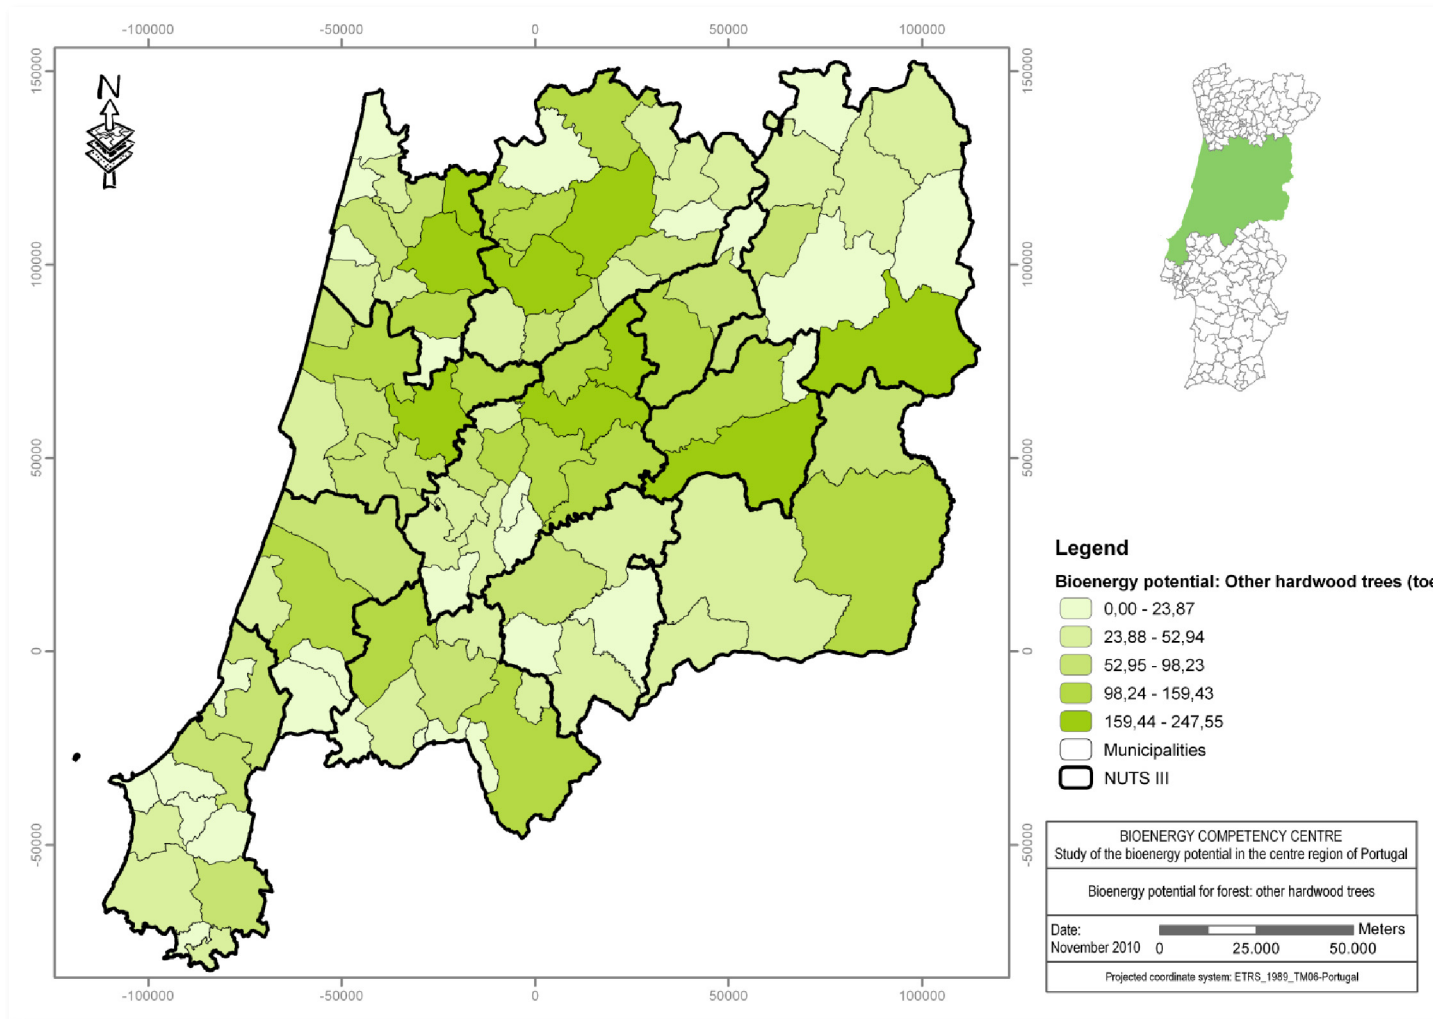 -100000 -50000 0 50000 100000
150000 150000
N
100000 100000
50000 50000
0 0
-50000 -50000
-100000 -50000 0 50000 100000
Legend
Bioenergy potential: Other hardwood trees (toe
0,00 - 23,87
23,88 - 52,94
52,95 - 98,23
98,24 - 159,43
159,44 - 247,55
Municipalities
NUTS III
BIOENERGY COMPETENCY CENTRE
Study of the bioenergy potential in the centre region of Portugal
Bioenergy potential for forest: other hardwood trees
Date: Meters
November 2010 0 25.000 50.000
Projected coordinate system: ETRS_1989_TM06-Portugal